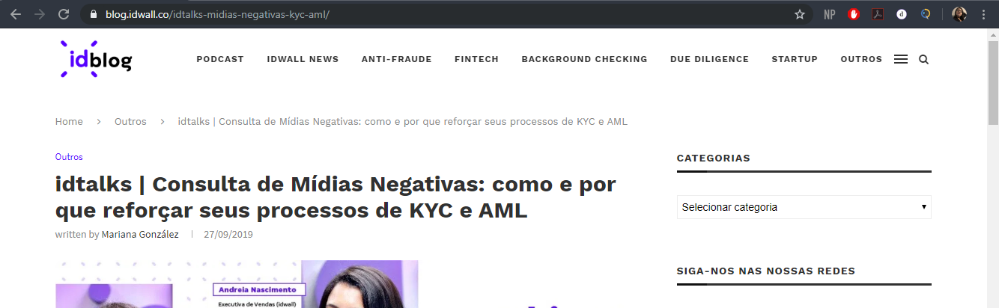 blog.idwall.co/idtalks-midias-negativas-kyc-aml/
NP
d
idblog
PODCAST IDWALL NEWS ANTI-FRAUDE FINTECH BACKGROUND CHECKING DUE DILIGENCE STARTUP OUTROS
Home > Outros > idtalks | Consulta de Mídias Negativas: como e por que reforçar seus processos de KYC e AML
Outros
idtalks | Consulta de Mídias Negativas: como e por
que reforçar seus processos de KYC e AML
written by Mariana González | 27/09/2019
Andreia Nascimento
Executiva de Vendas (idwall)
CATEGORIAS
Selecionar categoria
SIGA-NOS NAS NOSSAS REDES